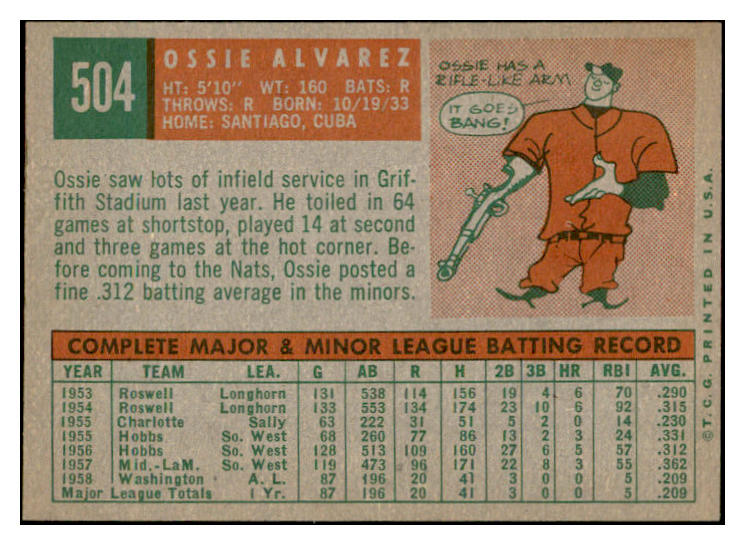 504
OSSIE ALVAREZ
HT: 5'10" WT: 160 BATS: R
THROWS: R BORN: 10/19/33
HOME: SANTIAGO, CUBA
OSSIE HAS A
RIFLE-LIKE ARM
IT GOES
BANG!
Ossie saw lots of infield service in Grif-
fith Stadium last year. He toiled in 64
games at shortstop, played 14 at second
and three games at the hot corner. Be-
fore coming to the Nats, Ossie posted a
fine .312 batting average in the minors.
COMPLETE MAJOR & MINOR LEAGUE BATTING RECORD
YEAR TEAM LEA. G AB R H 2B 3B HR RBI AVG.
1953 Roswell Longhorn 131 538 114 156 19 4 6 70 .290
1954 Roswell Longhorn 133 553 134 174 23 10 6 92 .315
1955 Charlotte Sally 63 222 31 51 5 2 0 14 .230
1955 Hobbs So. West 68 260 77 86 13 2 3 24 .331
1956 Hobbs So. West 128 513 109 160 27 6 5 57 .312
1957 Mid.-LaM. So. West 119 473 96 171 22 8 3 55 .362
1958 Washington A. L. 87 196 20 41 3 0 0 5 .209
Major League Totals 1 Yr. 87 196 20 41 3 0 0 5 .209
©T.C.G. PRINTED IN U.S.A.